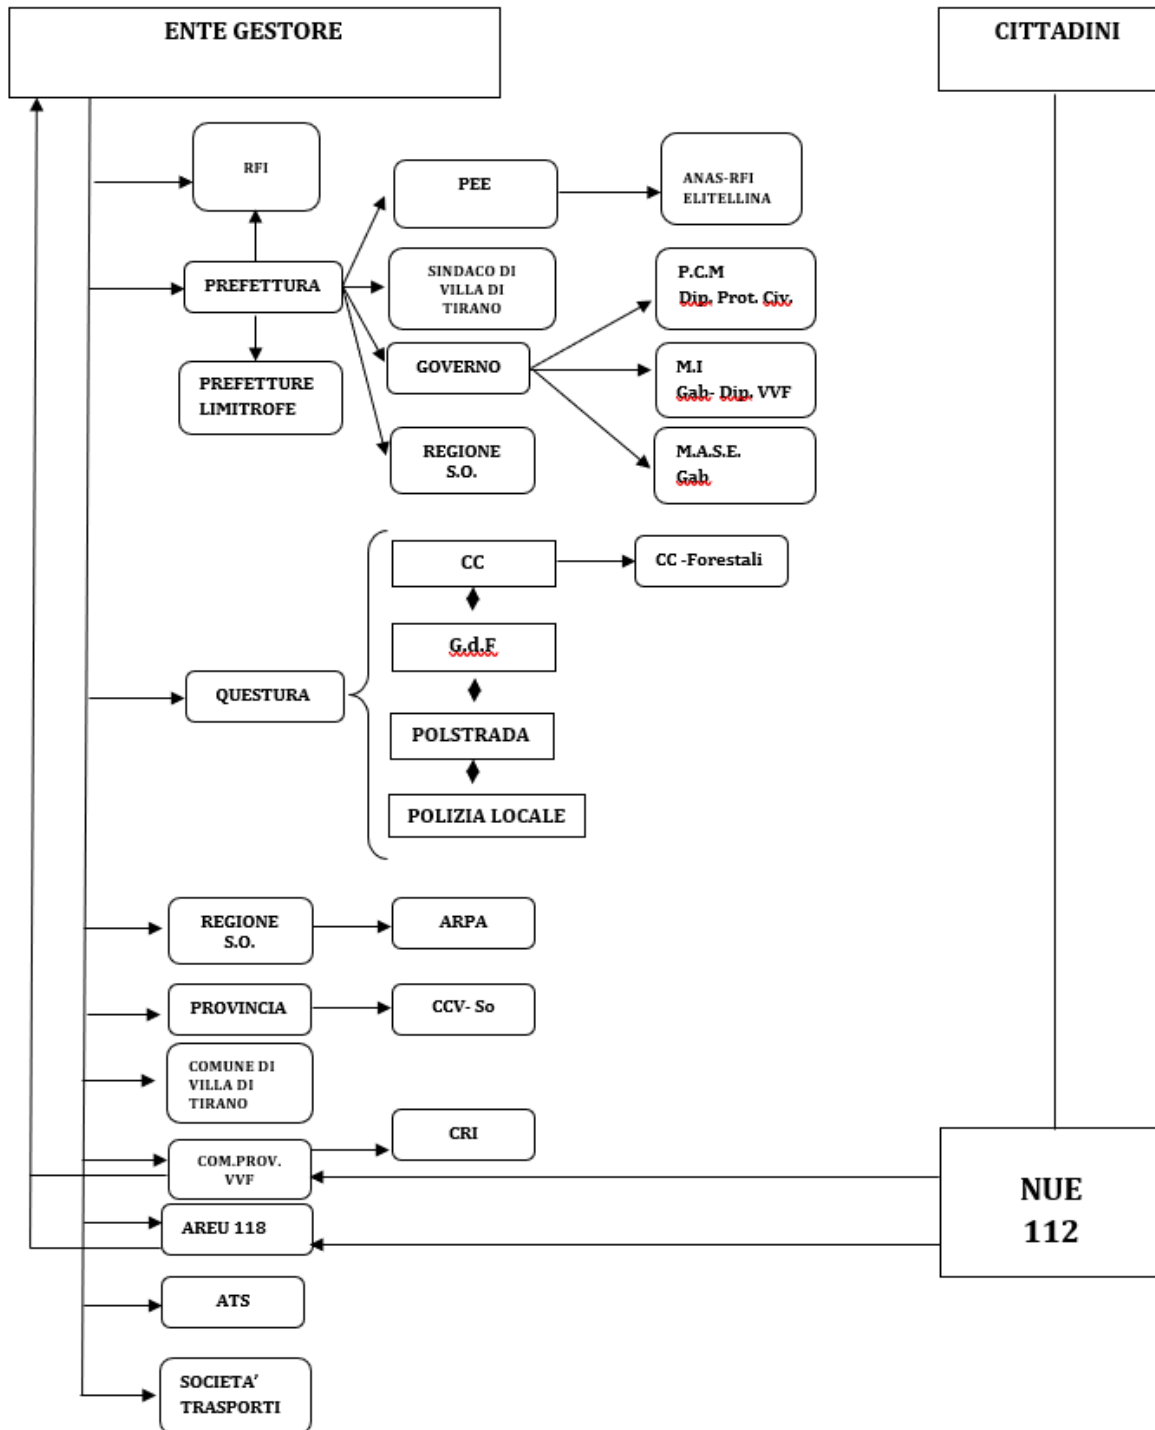 ENTE GESTORE
CITTADINI
RFI
PEE
ANAS-RFI
ELITELLINA
PREFETTURA
SINDACO DI
VILLA DI
TIRANO
P.C.M
Dip. Prot. Civ.
GOVERNO
M.I
Gab- Dip. VVF
PREFETTURE
LIMITROFE
REGIONE
S.O.
M.A.S.E.
Gab
CC
CC -Forestali
G.d.F
QUESTURA
POLSTRADA
POLIZIA LOCALE
REGIONE
S.O.
ARPA
PROVINCIA
CCV- So
COMUNE DI
VILLA DI
TIRANO
CRI
COM.PROV.
VVF
NUE
112
AREU 118
ATS
SOCIETA’
TRASPORTI